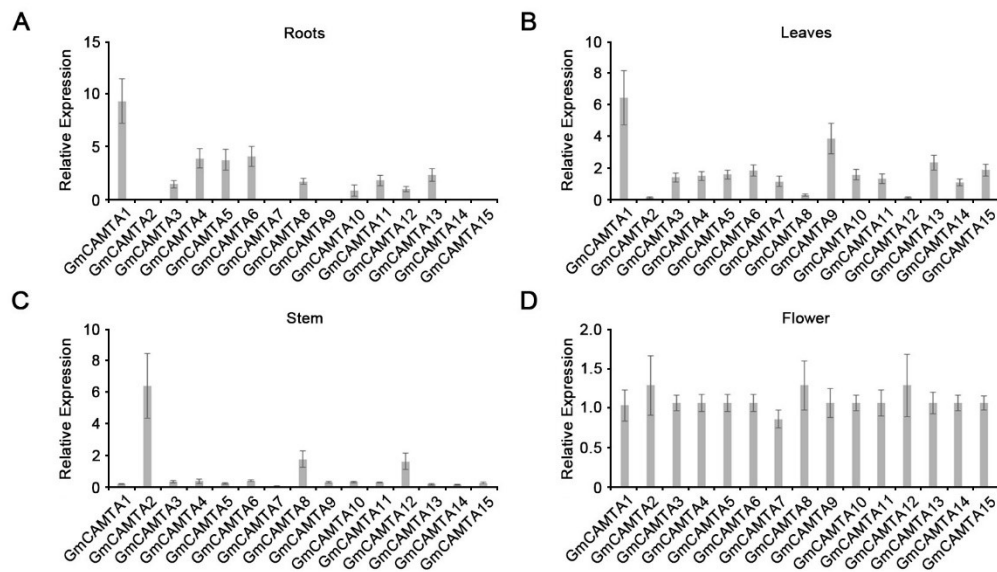 A
Roots
Relative Expression
15
10
5
0
GmCAMTA1
GmCAMTA2
GmCAMTA3
GmCAMTA4
GmCAMTA5
GmCAMTA6
GmCAMTA7
GmCAMTA8
GmCAMTA9
GmCAMTA10
GmCAMTA11
GmCAMTA12
GmCAMTA13
GmCAMTA14
GmCAMTA15
B
Leaves
Relative Expression
10
8
6
4
2
0
GmCAMTA1
GmCAMTA2
GmCAMTA3
GmCAMTA4
GmCAMTA5
GmCAMTA6
GmCAMTA7
GmCAMTA8
GmCAMTA9
GmCAMTA10
GmCAMTA11
GmCAMTA12
GmCAMTA13
GmCAMTA14
GmCAMTA15
C
Stem
Relative Expression
10
8
6
4
2
0
GmCAMTA1
GmCAMTA2
GmCAMTA3
GmCAMTA4
GmCAMTA5
GmCAMTA6
GmCAMTA7
GmCAMTA8
GmCAMTA9
GmCAMTA10
GmCAMTA11
GmCAMTA12
GmCAMTA13
GmCAMTA14
GmCAMTA15
D
Flower
Relative Expression
2.0
1.5
1.0
0.5
0
GmCAMTA1
GmCAMTA2
GmCAMTA3
GmCAMTA4
GmCAMTA5
GmCAMTA6
GmCAMTA7
GmCAMTA8
GmCAMTA9
GmCAMTA10
GmCAMTA11
GmCAMTA12
GmCAMTA13
GmCAMTA14
GmCAMTA15